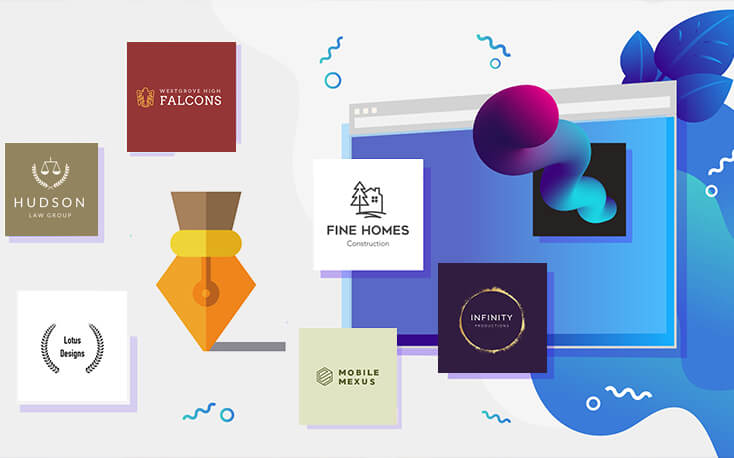 WESTGROVE HIGH
FALCONS
HUDSON
LAW GROUP
FINE HOMES
Construction
INFINITY
PRODUCTIONS
Lotus
Designs
MOBILE
MEXUS